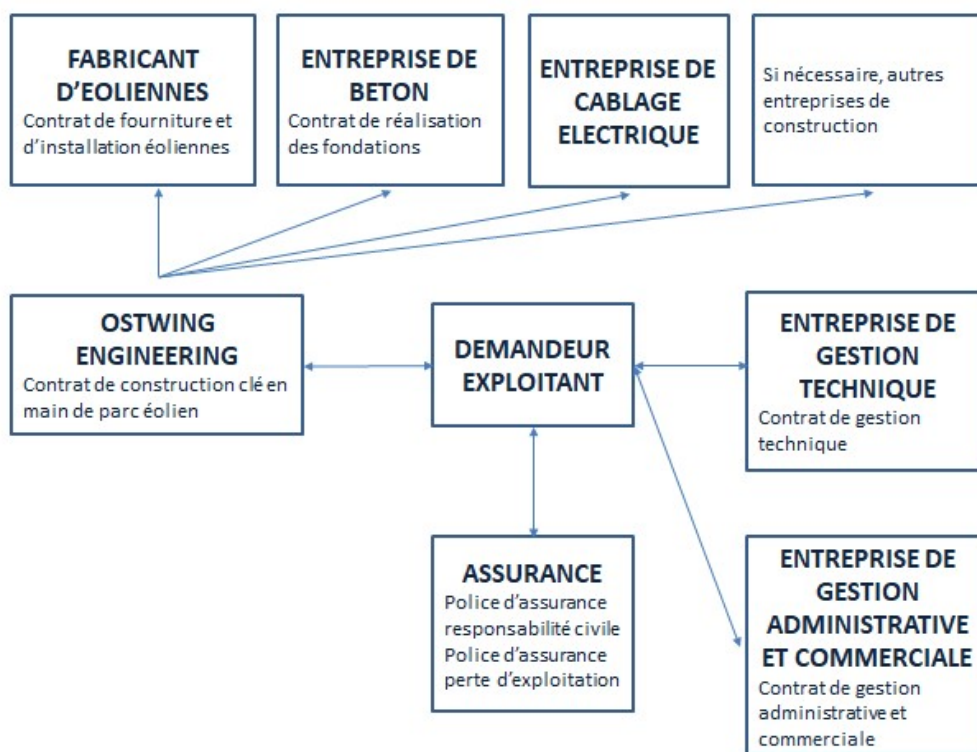 FABRICANT
D'EOLIENNES
Contrat de fourniture et
d'installation éoliennes
ENTREPRISE DE
BETON
Contrat de réalisation
des fondations
ENTREPRISE DE
CABLAGE
ELECTRIQUE
Si nécessaire, autres
entreprises de
construction
OSTWING
ENGINEERING
Contrat de construction clé en
main de parc éolien
DEMANDEUR
EXPLOITANT
ENTREPRISE DE
GESTION
TECHNIQUE
Contrat de gestion
technique
ASSURANCE
Police d'assurance
responsabilité civile
Police d'assurance
perte d'exploitation
ENTREPRISE DE
GESTION
ADMINISTRATIVE
ET COMMERCIALE
Contrat de gestion
administrative et
commerciale